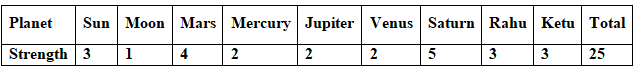 Planet Sun Moon Mars Mercury Jupiter Venus Saturn Rahu Ketu Total
Strength 3 1 4 2 2 2 5 3 3 25